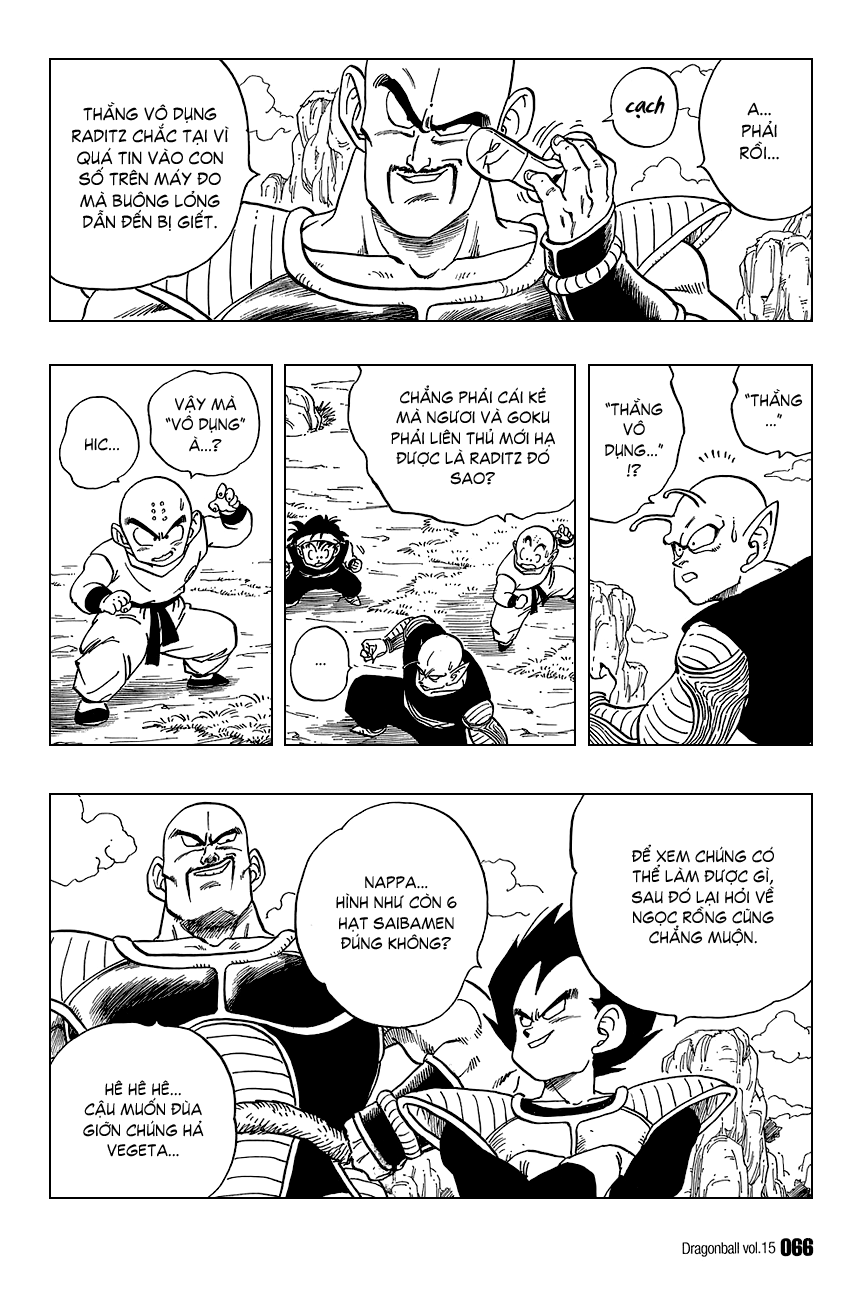 A...
PHẢI
RỒI...
cạch
THẰNG VÔ DỤNG
RADITZ CHẮC TẠI VÌ
QUÁ TIN VÀO CON
SỐ TRÊN MÁY ĐO
MÀ BUÔNG LỎNG
DẪN ĐẾN BỊ GIẾT.
"THẰNG
..."
"THẰNG
VÔ
DỤNG..."
!?
CHẲNG PHẢI CÁI KẺ
MÀ NGƯƠI VÀ GOKU
PHẢI LIÊN THỦ MỚI HẠ
ĐƯỢC LÀ RADITZ ĐÓ
SAO?
...
VẬY MÀ
"VÔ DỤNG"
À...?
HIC...
ĐỂ XEM CHÚNG CÓ
THỂ LÀM ĐƯỢC GÌ,
SAU ĐÓ LẠI HỎI VỀ
NGỌC RỒNG CŨNG
CHẲNG MUỘN.
NAPPA...
HÌNH NHƯ CÒN 6
HẠT SAIBAMEN
ĐÚNG KHÔNG?
HÊ HÊ HÊ...
CẬU MUỐN ĐÙA
GIỠN CHÚNG HẢ
VEGETA...
Dragonball vol.15 066